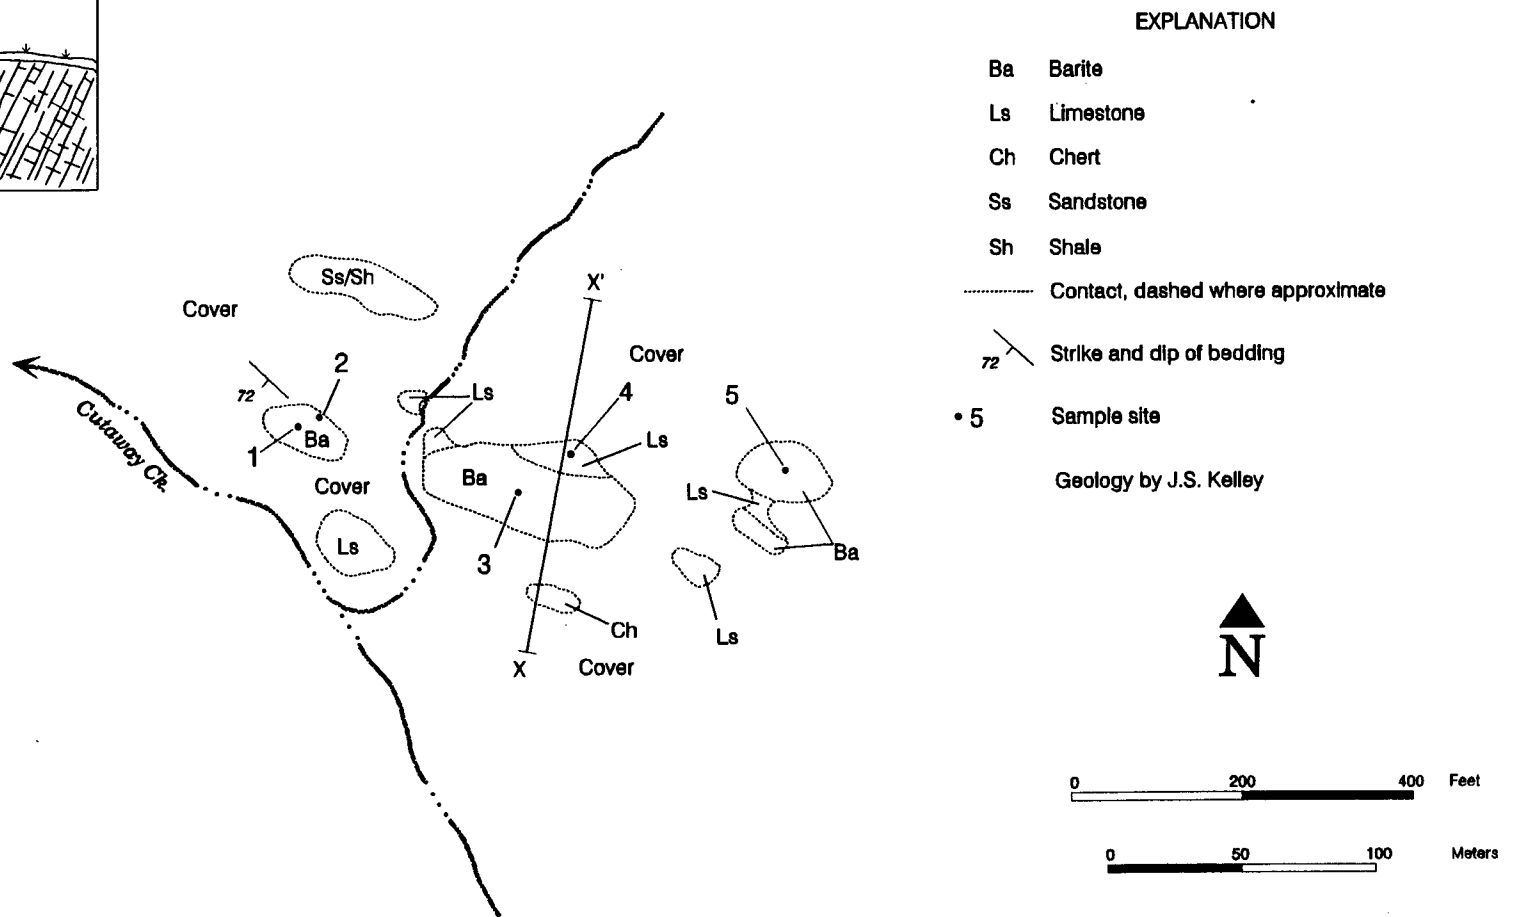 EXPLANATION
Ba Barite
Ls Limestone
Ch Chert
Ss Sandstone
Sh Shale
Contact, dashed where approximate
72 Strike and dip of bedding
5 Sample site
Geology by J.S. Kelley
Ss/Sh
Cover
X'
Cover
2
72
Ls
4
5
Cutaway Ck.
1
Ba
Ls
Cover
Ba
Ls
3
Ls
Ba
Ch
Ls
X
Cover
N
0 200 400 Feet
0 50 100 Meters